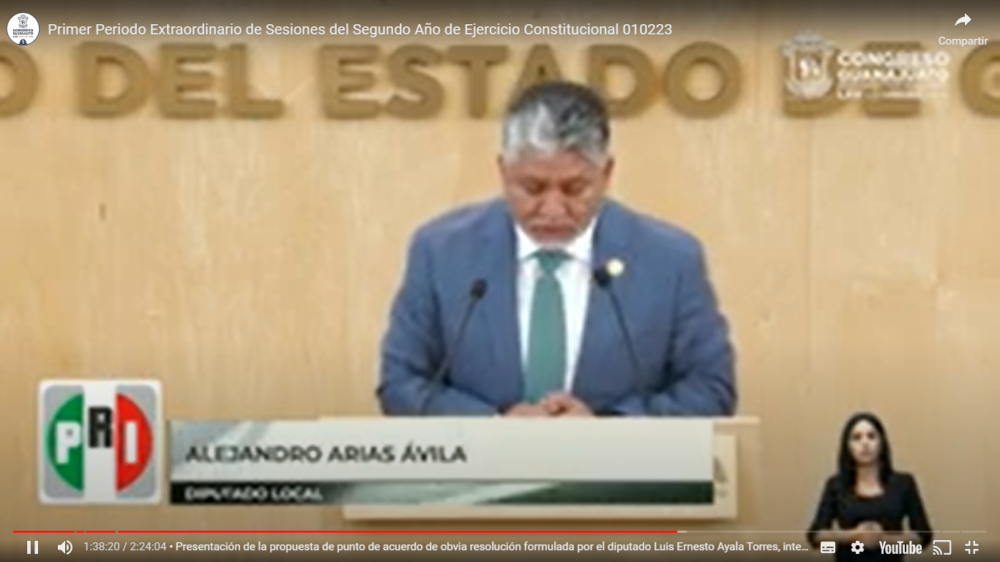 Primer Periodo Extraordinario de Sesiones del Segundo Año de Ejercicio Constitucional 010223
Compartir
O DEL ESTADO DE G
CONGRESO
GUANAJUATO
PRI
ALEJANDRO ARIAS ÁVILA
DIPUTADO LOCAL
1:38:20 / 2:24:04 • Presentación de la propuesta de punto de acuerdo de obvia resolución formulada por el diputado Luis Ernesto Ayala Torres, inte...
YouTube